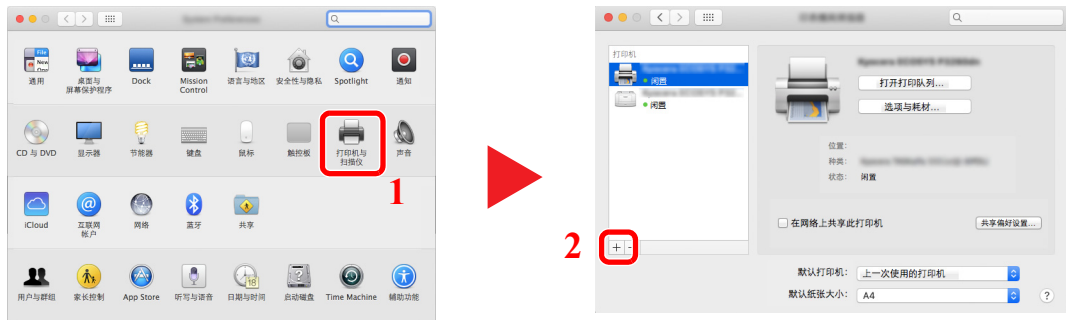 File
New
通用
桌面与
屏幕保护程序
Dock
Mission
Control
语言与地区
安全性与隐私
Spotlight
通知
CD 与 DVD
显示器
节能器
键盘
鼠标
触控板
打印机与
扫描仪
声音
1
iCloud
互联网
帐户
网络
蓝牙
共享
用户与群组
家长控制
App Store
听写与语音
18
日期与时间
启动磁盘
Time Machine
辅助功能
打印机
闲置
闲置
打开打印队列...
选项与耗材...
位置:
种类:
状态: 闲置
在网络上共享此打印机
共享偏好设置...
2
+ -
默认打印机: 上一次使用的打印机
默认纸张大小: A4
?